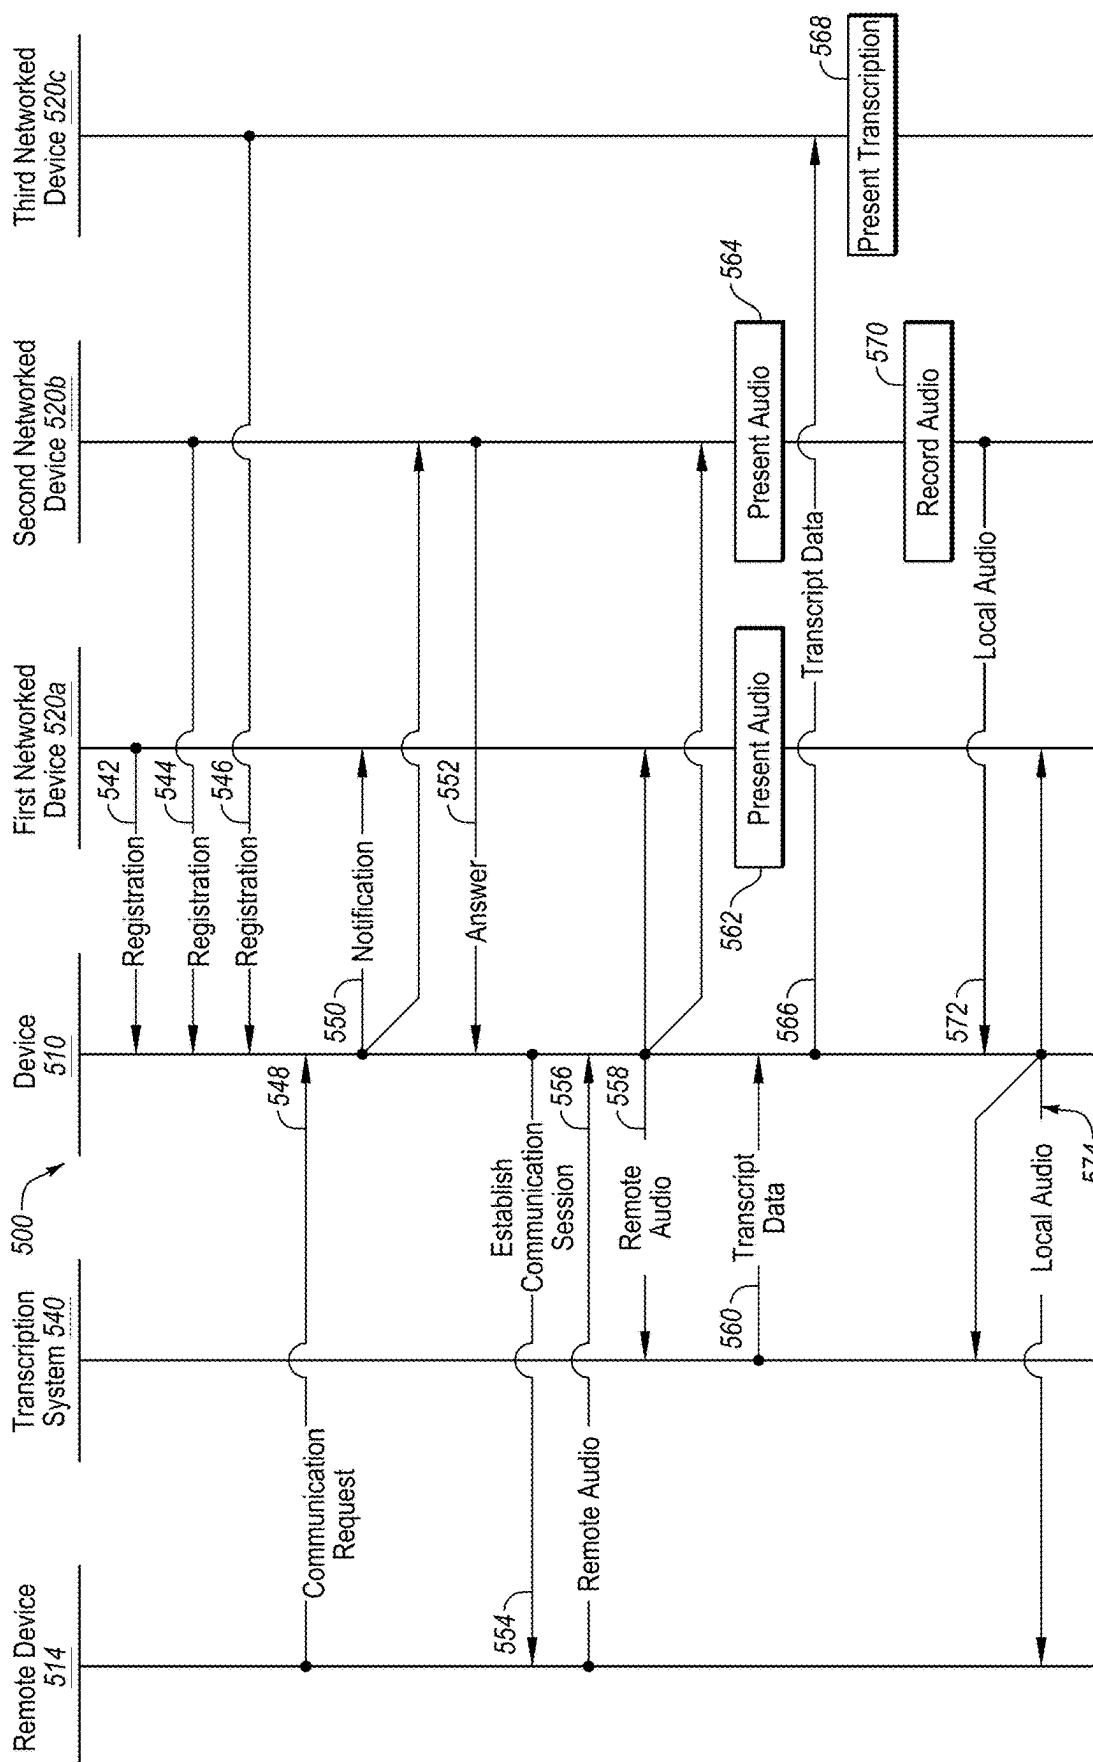 500
Remote Device
514
Transcription
System 540
Device
510
First Networked
Device 520a
Second Networked
Device 520b
Third Networked
Device 520c
542
Registration
544
Registration
546
Registration
548
Communication
Request
550
Notification
552
Answer
Establish
Communication
Session
554
556
Remote Audio
558
Remote
Audio
560
Transcript
Data
562
Present Audio
564
Present Audio
566
Transcript Data
568
Present Transcription
570
Record Audio
572
Local Audio
574
Local Audio